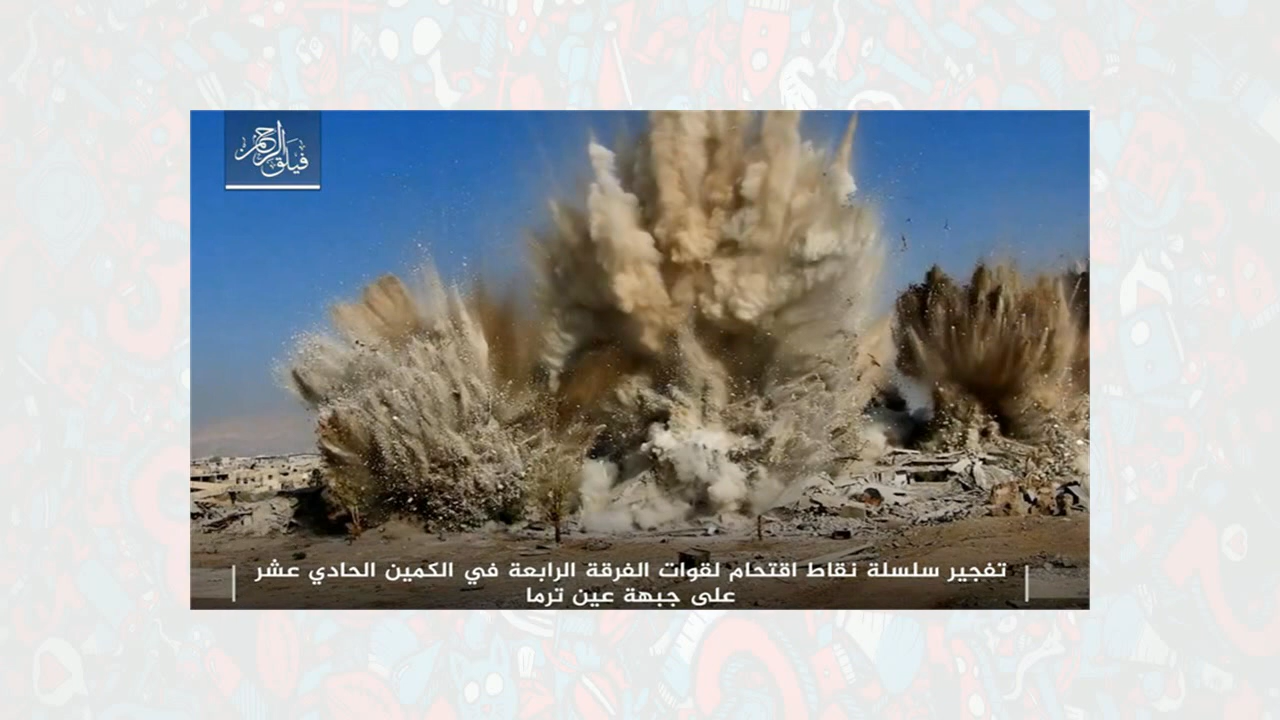 فيلق الرحمن
تفجير سلسلة نقاط اقتحام لقوات الفرقة الرابعة في الكمين الحادي عشر
على جبهة عين ترما